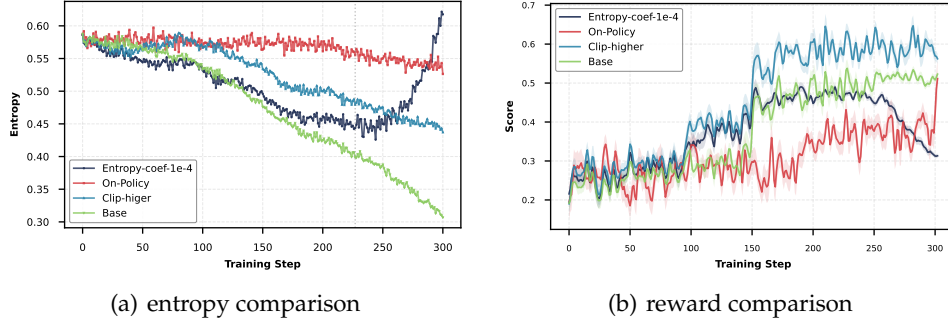 Entropy
0.60
0.55
0.50
0.45
0.40
0.35
0.30
Entropy-coef-1e-4
On-Policy
Clip-higer
Base
0 50 100 150 200 250 300
Training Step
(a) entropy comparison
Score
0.7
0.6
0.5
0.4
0.3
0.2
Entropy-coef-1e-4
On-Policy
Clip-higher
Base
0 50 100 150 200 250 300
Training Step
(b) reward comparison